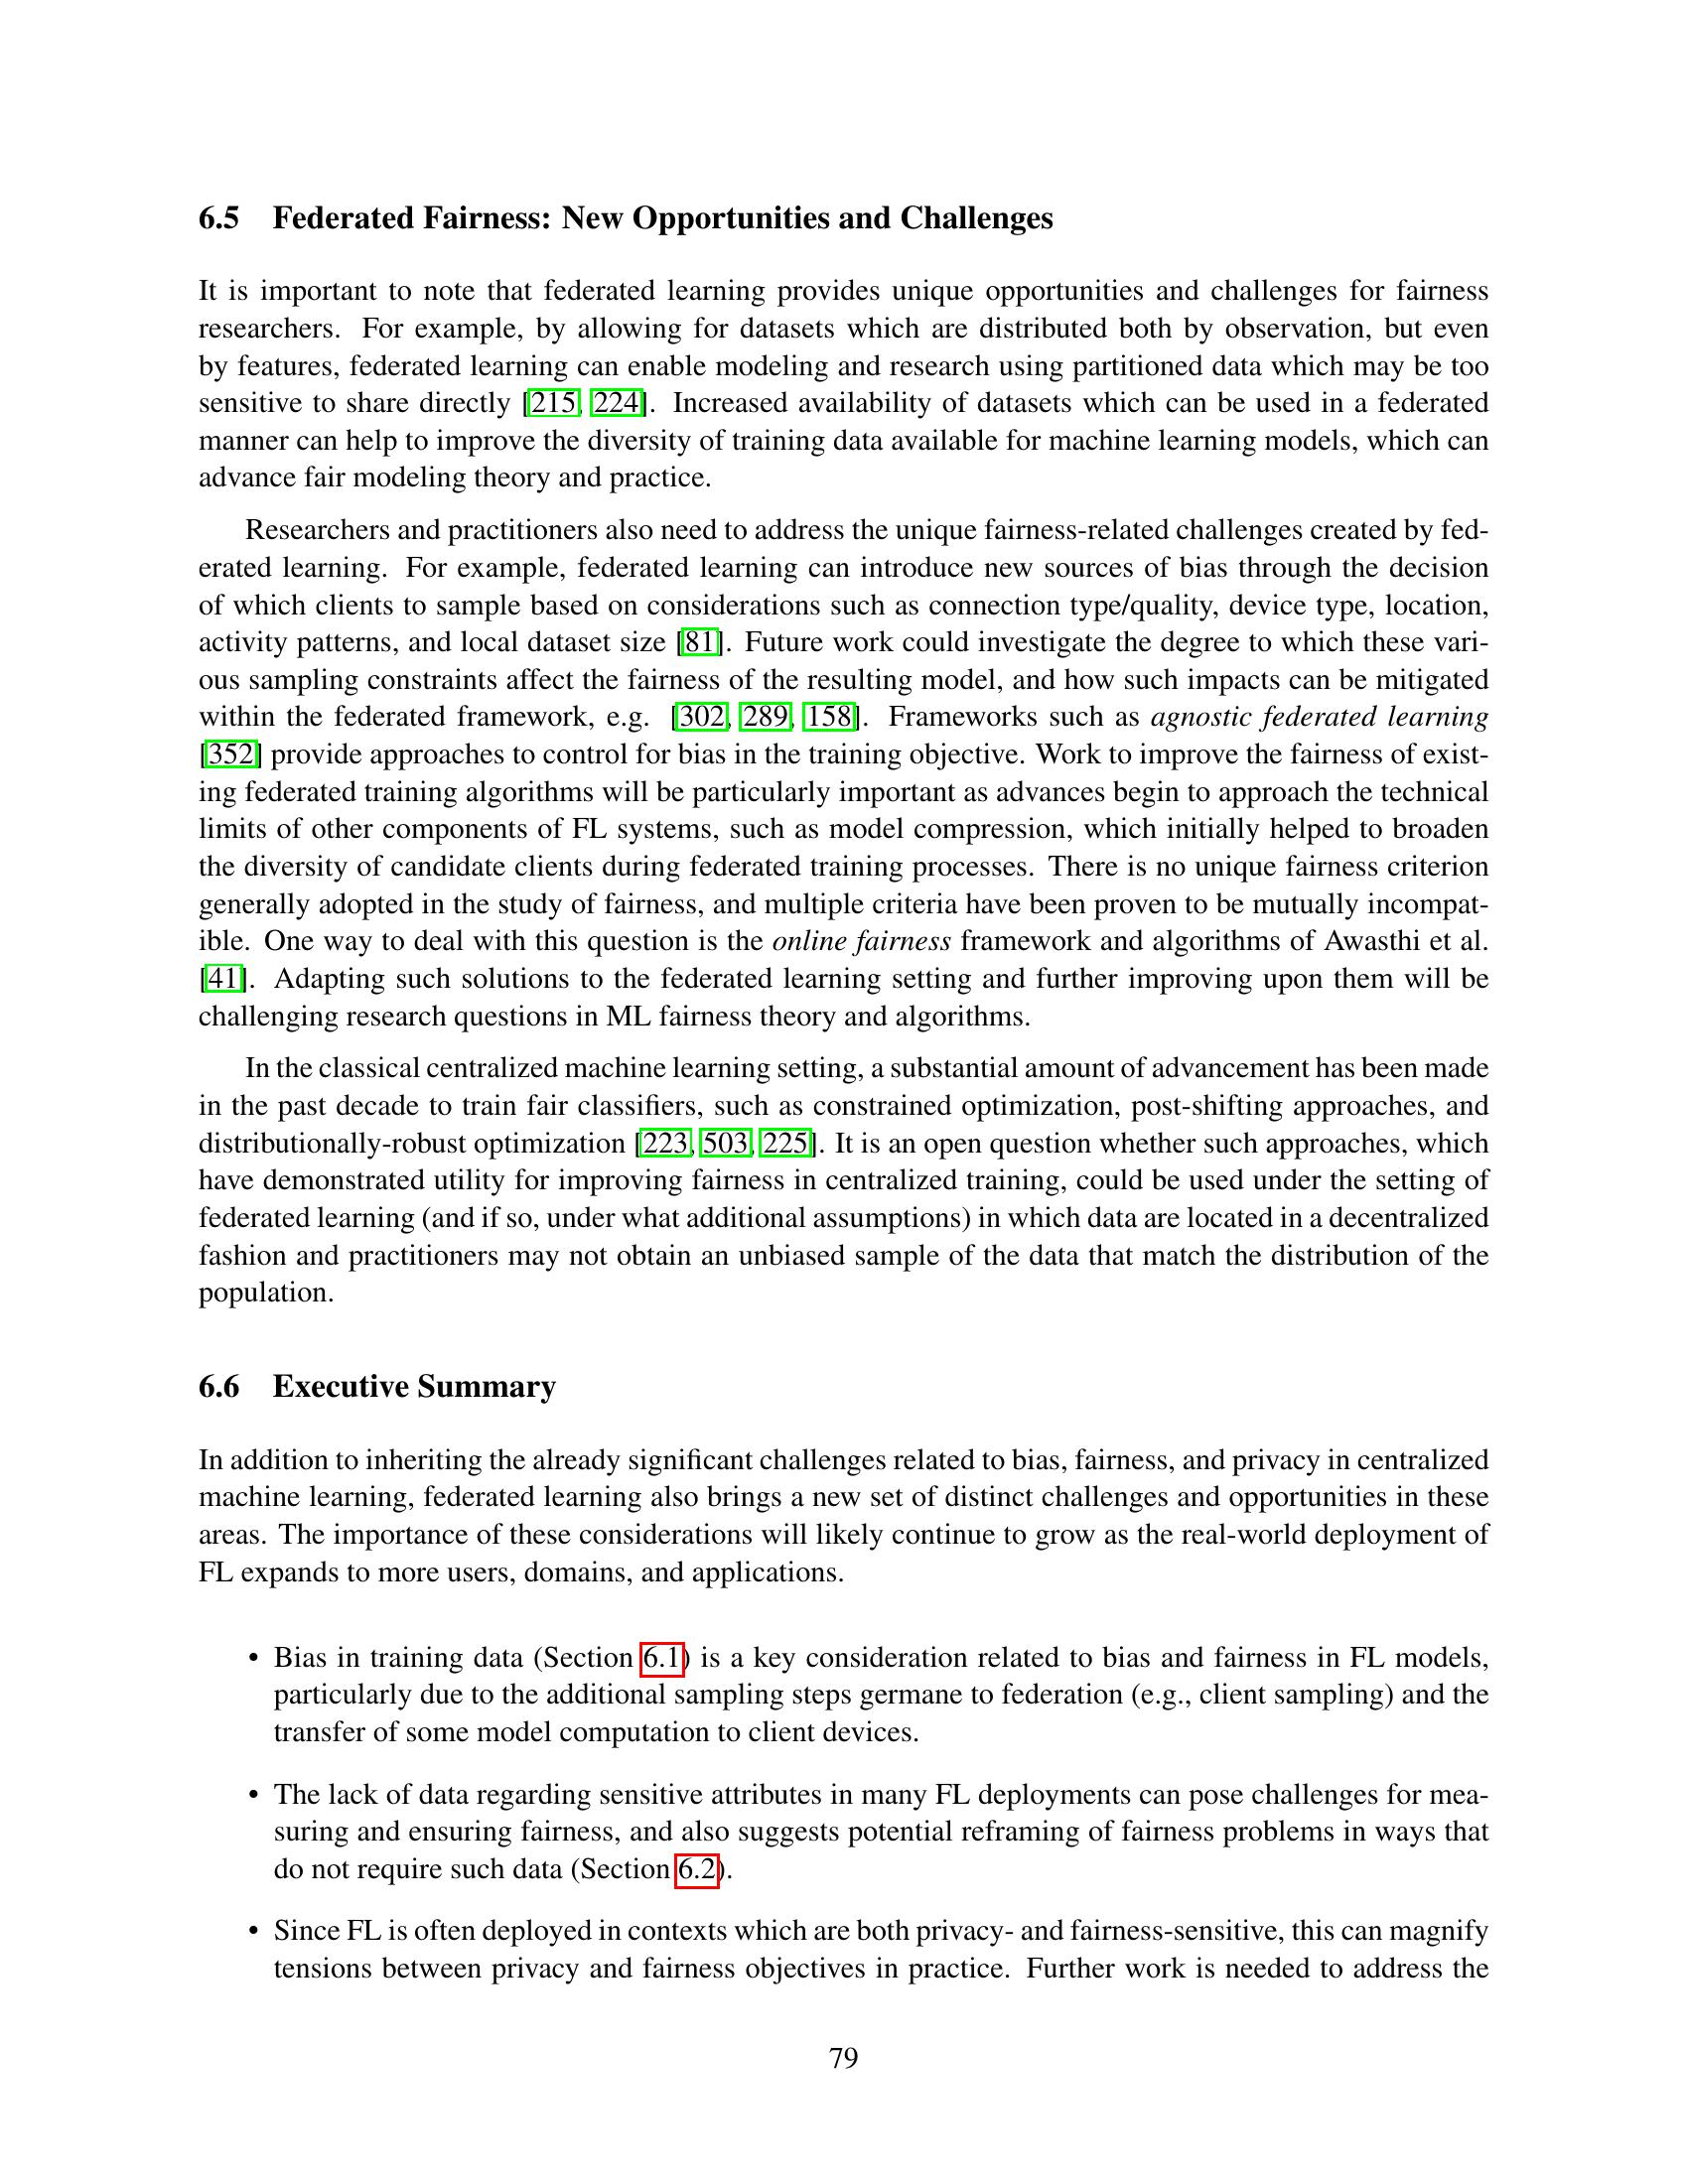 6.5 Federated Fairness: New Opportunities and Challenges
It is important to note that federated learning provides unique opportunities and challenges for fairness
researchers. For example, by allowing for datasets which are distributed both by observation, but even
by features, federated learning can enable modeling and research using partitioned data which may be too
sensitive to share directly [215, 224]. Increased availability of datasets which can be used in a federated
manner can help to improve the diversity of training data available for machine learning models, which can
advance fair modeling theory and practice.
Researchers and practitioners also need to address the unique fairness-related challenges created by fed-
erated learning. For example, federated learning can introduce new sources of bias through the decision
of which clients to sample based on considerations such as connection type/quality, device type, location,
activity patterns, and local dataset size [81]. Future work could investigate the degree to which these vari-
ous sampling constraints affect the fairness of the resulting model, and how such impacts can be mitigated
within the federated framework, e.g. [302, 289, 158]. Frameworks such as agnostic federated learning
[352] provide approaches to control for bias in the training objective. Work to improve the fairness of exist-
ing federated training algorithms will be particularly important as advances begin to approach the technical
limits of other components of FL systems, such as model compression, which initially helped to broaden
the diversity of candidate clients during federated training processes. There is no unique fairness criterion
generally adopted in the study of fairness, and multiple criteria have been proven to be mutually incompat-
ible. One way to deal with this question is the online fairness framework and algorithms of Awasthi et al.
[41]. Adapting such solutions to the federated learning setting and further improving upon them will be
challenging research questions in ML fairness theory and algorithms.
In the classical centralized machine learning setting, a substantial amount of advancement has been made
in the past decade to train fair classifiers, such as constrained optimization, post-shifting approaches, and
distributionally-robust optimization [223, 503, 225]. It is an open question whether such approaches, which
have demonstrated utility for improving fairness in centralized training, could be used under the setting of
federated learning (and if so, under what additional assumptions) in which data are located in a decentralized
fashion and practitioners may not obtain an unbiased sample of the data that match the distribution of the
population.
6.6 Executive Summary
In addition to inheriting the already significant challenges related to bias, fairness, and privacy in centralized
machine learning, federated learning also brings a new set of distinct challenges and opportunities in these
areas. The importance of these considerations will likely continue to grow as the real-world deployment of
FL expands to more users, domains, and applications.
• Bias in training data (Section 6.1) is a key consideration related to bias and fairness in FL models,
particularly due to the additional sampling steps germane to federation (e.g., client sampling) and the
transfer of some model computation to client devices.
• The lack of data regarding sensitive attributes in many FL deployments can pose challenges for mea-
suring and ensuring fairness, and also suggests potential reframing of fairness problems in ways that
do not require such data (Section 6.2).
• Since FL is often deployed in contexts which are both privacy- and fairness-sensitive, this can magnify
tensions between privacy and fairness objectives in practice. Further work is needed to address the
79